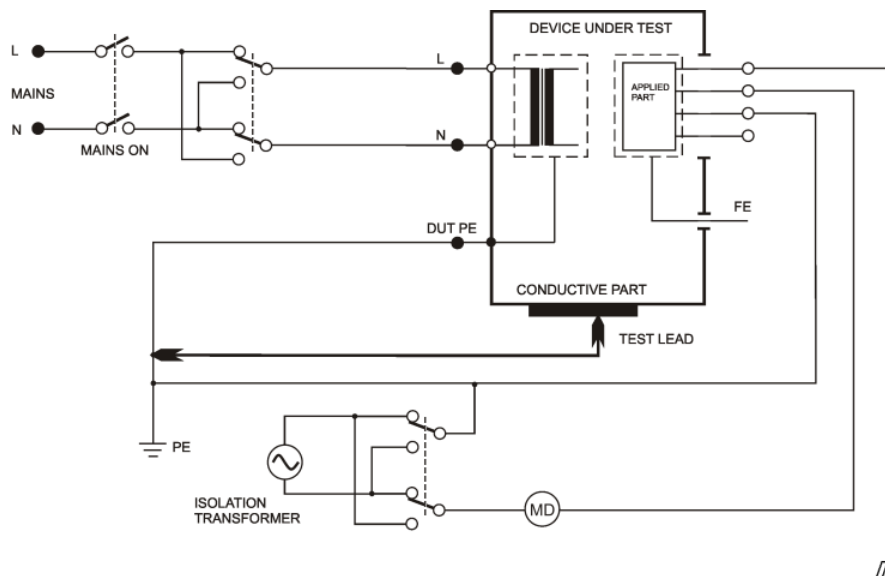 DEVICE UNDER TEST
L
MAINS
N
MAINS ON
L
N
APPLIED
PART
FE
DUT PE
CONDUCTIVE PART
TEST LEAD
PE
ISOLATION
TRANSFORMER
MD